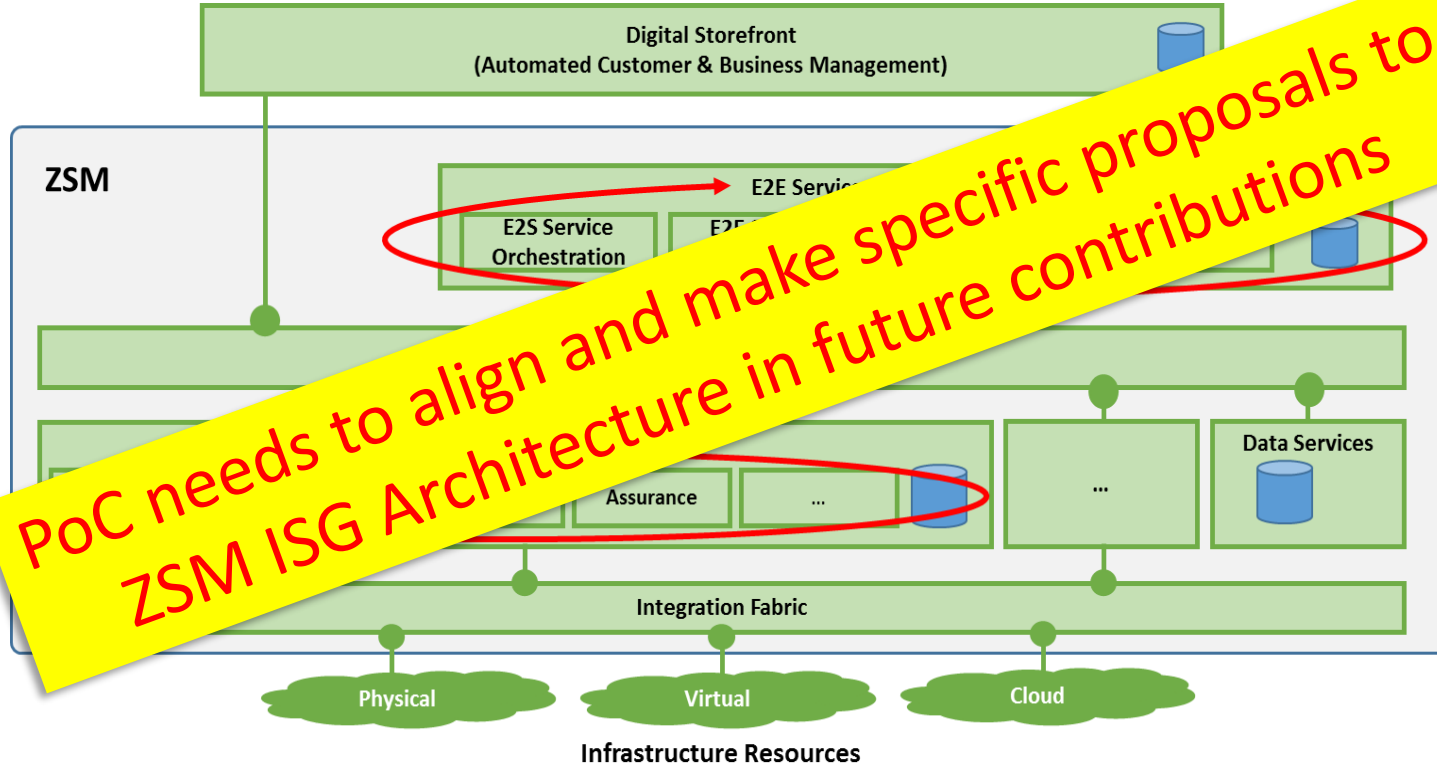 Digital Storefront
(Automated Customer & Business Management)
ZSM
E2E
E2S Service
Orchestration
PoC needs to align and make specific proposals to
ZSM ISG Architecture in future contributions
Assurance
...
...
Data Services
Integration Fabric
Physical
Virtual
Cloud
Infrastructure Resources